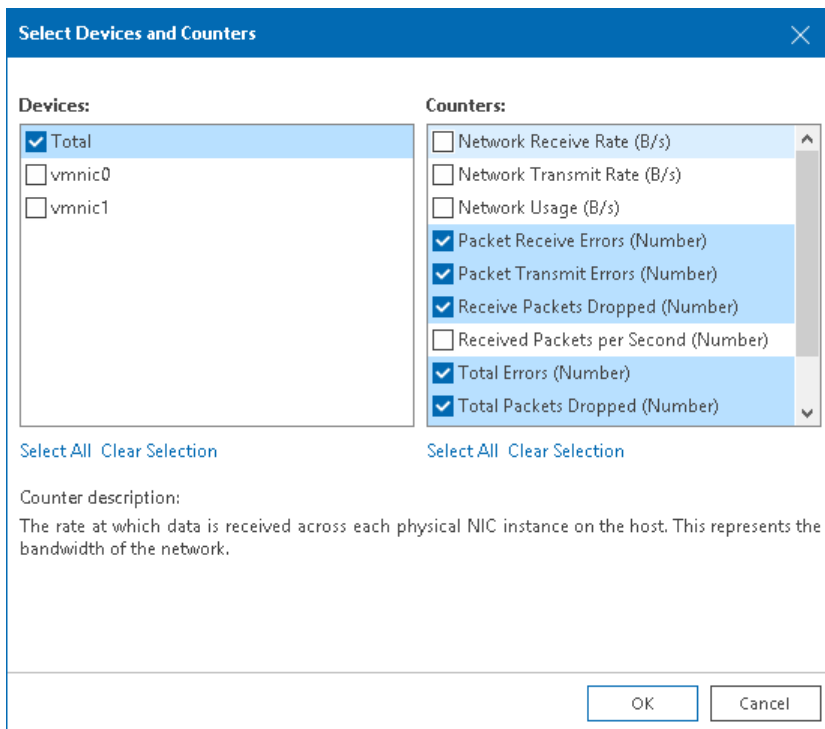 Select Devices and Counters
Devices:
Total
vmnic0
vmnic1
Select All Clear Selection
Counters:
Network Receive Rate (B/s)
Network Transmit Rate (B/s)
Network Usage (B/s)
Packet Receive Errors (Number)
Packet Transmit Errors (Number)
Receive Packets Dropped (Number)
Received Packets per Second (Number)
Total Errors (Number)
Total Packets Dropped (Number)
Select All Clear Selection
Counter description:
The rate at which data is received across each physical NIC instance on the host. This represents the
bandwidth of the network.
OK
Cancel